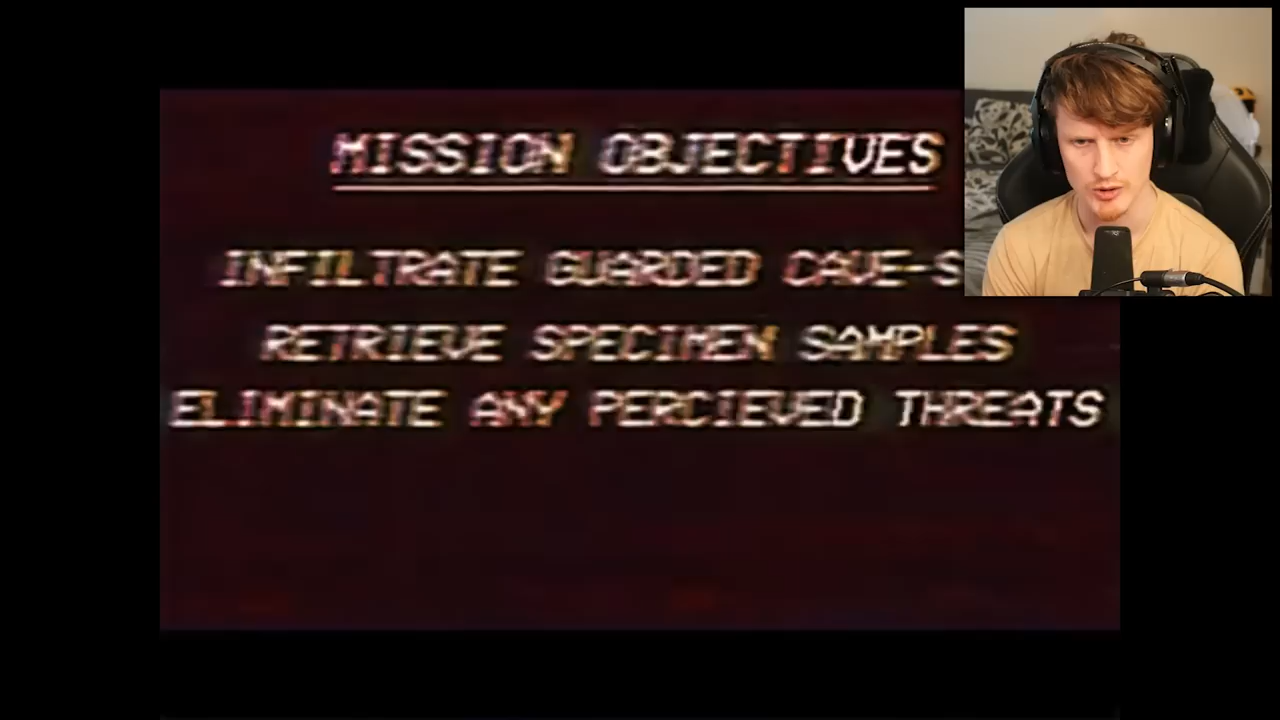 MISSION OBJECTIVES
INFILTRATE GUARDED
RETRIEVE SPECIMEN SAMPLES
ELIMINATE ANY PERCIEVED THREATS